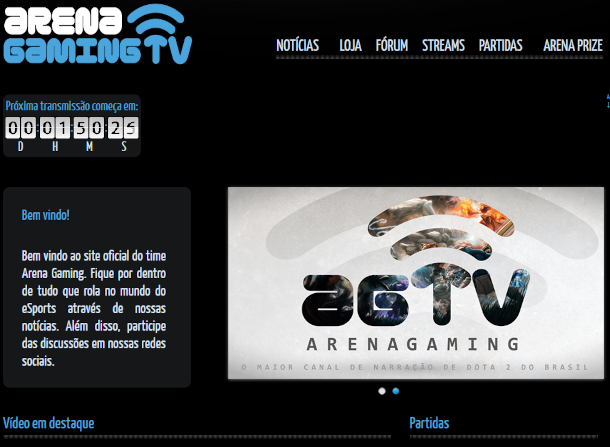 ARENA
GAMING TV
NOTÍCIAS LOJA FÓRUM STREAMS PARTIDAS ARENA PRIZE
Próxima transmissão começa em:
00 01 50 26
D H M S
Bem vindo!
Bem vindo ao site oficial do time
Arena Gaming. Fique por dentro
de tudo que rola no mundo do
eSports através de nossas
notícias. Além disso, participe
das discussões em nossas redes
sociais.
AGTV
ARENAGAMING
O MAIOR CANAL DE NARRAÇÃO DE DOTA 2 DO BRASIL
Vídeo em destaque
Partidas